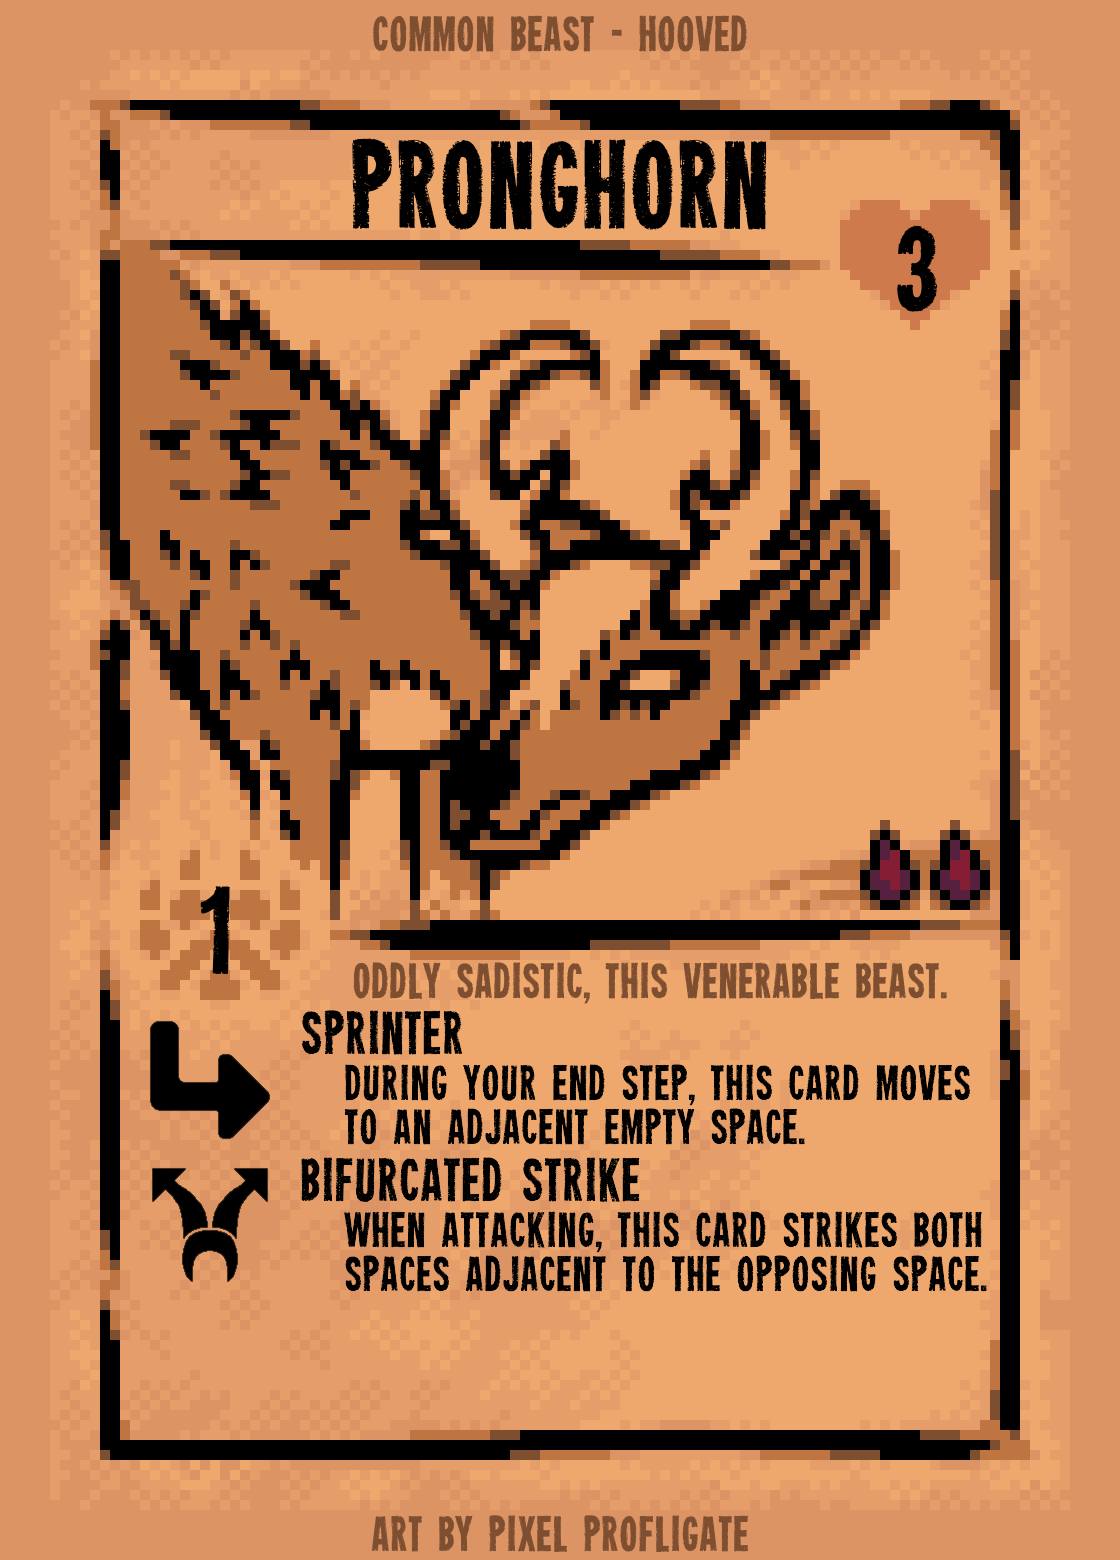 COMMON BEAST - HOOVED
PRONGHORN
3
1
ODDLY SADISTIC, THIS VENERABLE BEAST.
SPRINTER
DURING YOUR END STEP, THIS CARD MOVES
TO AN ADJACENT EMPTY SPACE.
BIFURCATED STRIKE
WHEN ATTACKING, THIS CARD STRIKES BOTH
SPACES ADJACENT TO THE OPPOSING SPACE.
ART BY PIXEL PROFLIGATE